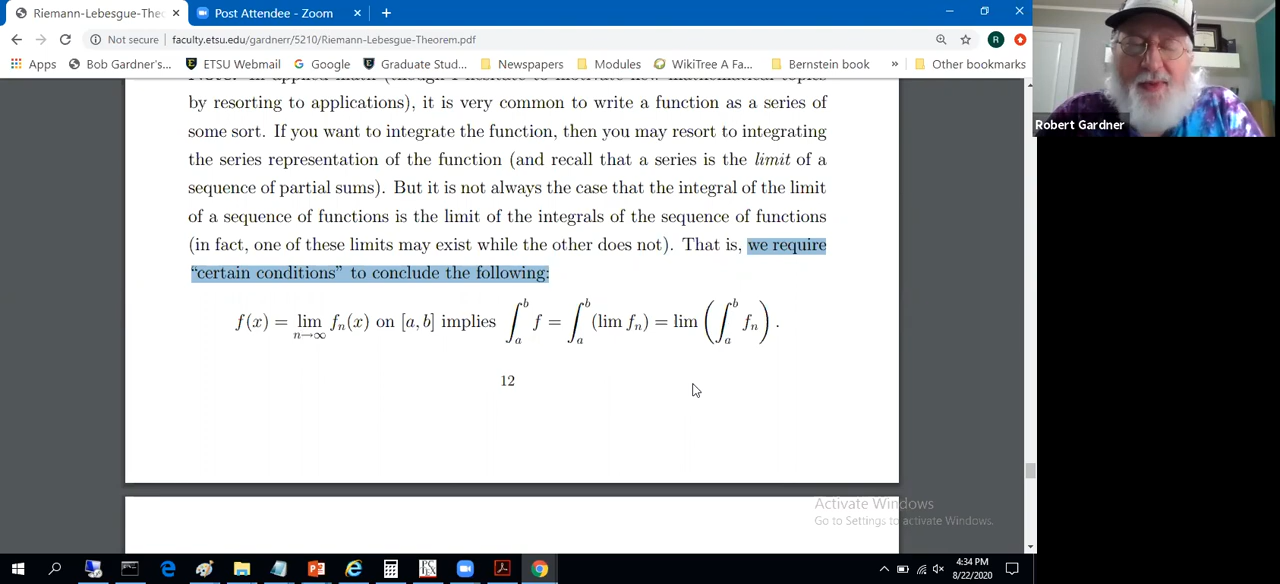 Riemann-Lebesgue-Theo
Post Attendee - Zoom
Not secure | faculty.etsu.edu/gardnerr/5210/Riemann-Lebesgue-Theorem.pdf
R
Apps Bob Gardner's... ETSU Webmail Google Graduate Stud... Newspapers Modules WikiTree A Fa... Bernstein book » Other bookmarks
by resorting to applications), it is very common to write a function as a series of
some sort. If you want to integrate the function, then you may resort to integrating
the series representation of the function (and recall that a series is the limit of a
sequence of partial sums). But it is not always the case that the integral of the limit
of a sequence of functions is the limit of the integrals of the sequence of functions
(in fact, one of these limits may exist while the other does not). That is, we require
“certain conditions” to conclude the following:
f(x) = lim_{n→∞} f_n(x) on [a, b] implies ∫_a^b f = ∫_a^b (lim f_n) = lim (∫_a^b f_n).
12
Robert Gardner
Activate Windows
Go to Settings to activate Windows.
4:34 PM
8/22/2020